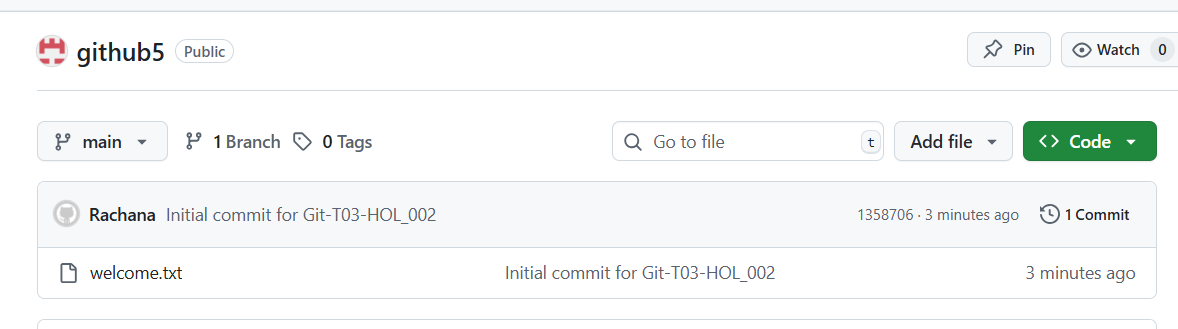 github5 Public Pin Watch 0
main 1 Branch 0 Tags Go to file t Add file Code
Rachana Initial commit for Git-T03-HOL_002 1358706 · 3 minutes ago 1 Commit
welcome.txt Initial commit for Git-T03-HOL_002 3 minutes ago